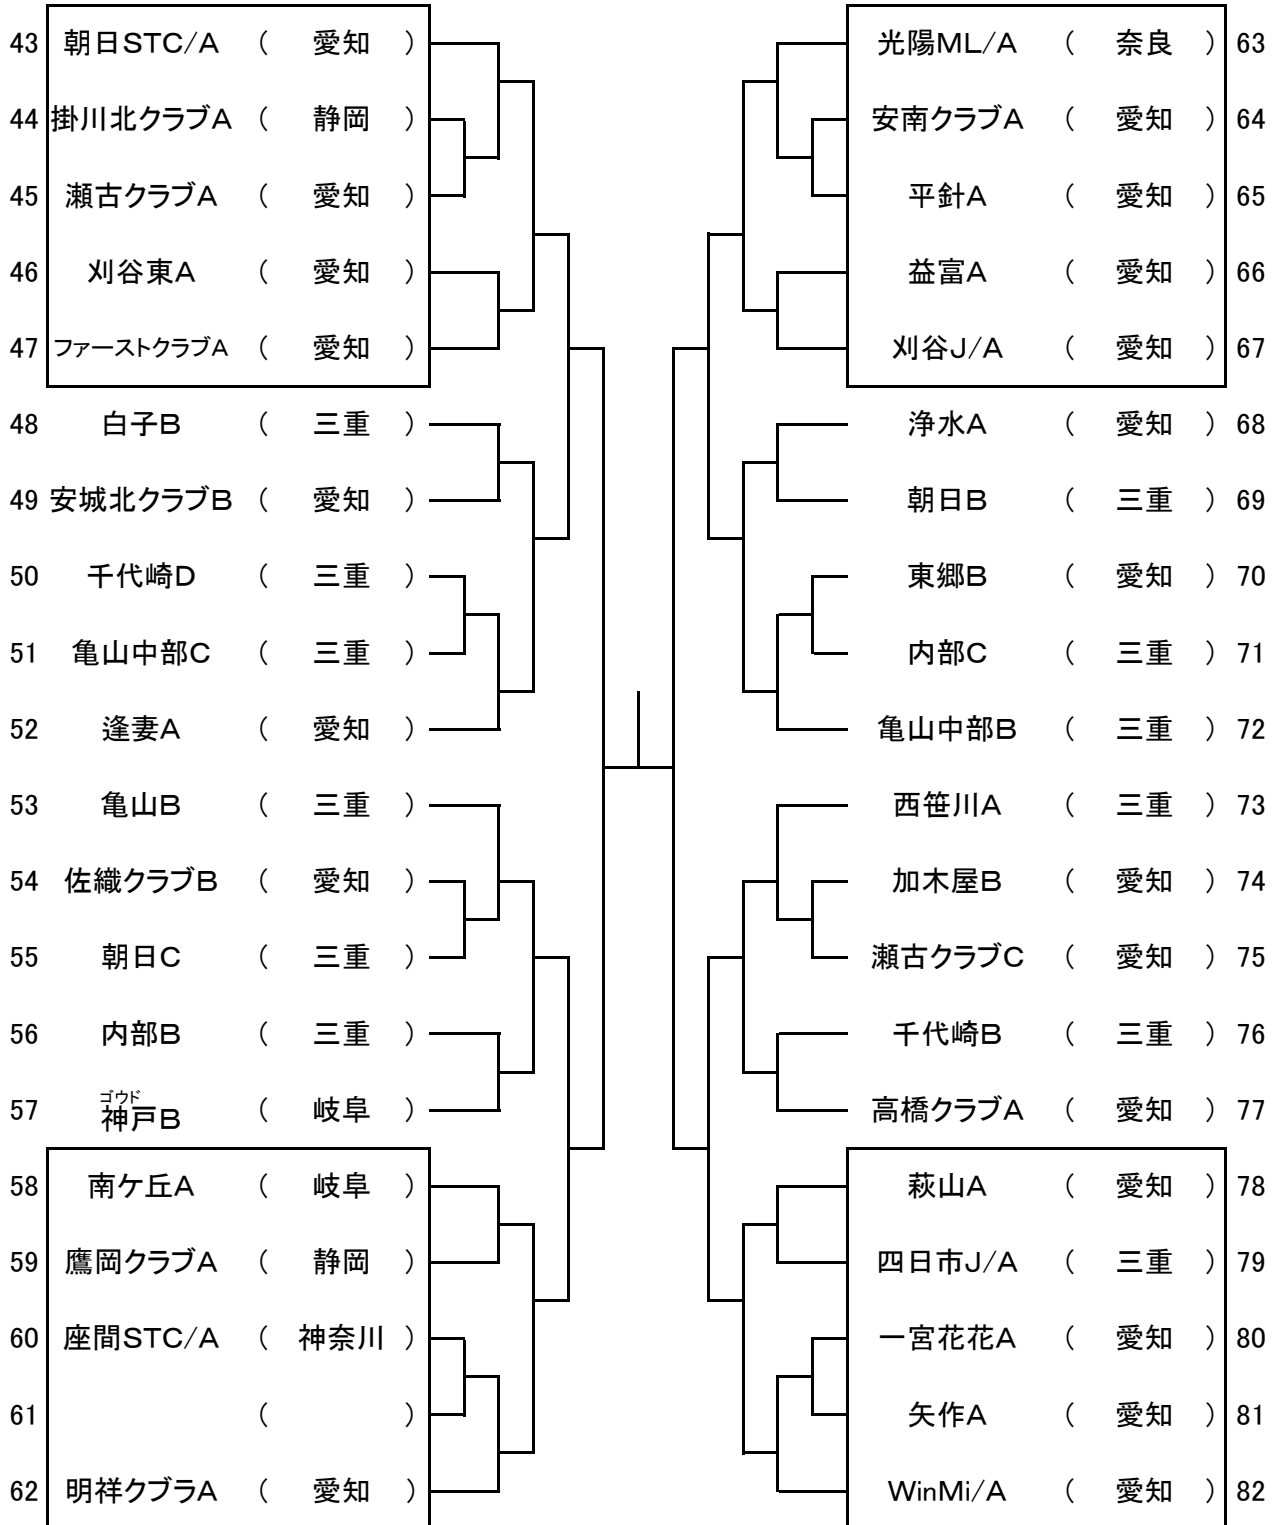 43 朝日STC/A ( 愛知 )
44 掛川北クラブA ( 静岡 )
45 瀬古クラブA ( 愛知 )
46 刈谷東A ( 愛知 )
47 ファーストクラブA ( 愛知 )
48 白子B ( 三重 )
49 安城北クラブB ( 愛知 )
50 千代崎D ( 三重 )
51 亀山中部C ( 三重 )
52 逢妻A ( 愛知 )
53 亀山B ( 三重 )
54 佐織クラブB ( 愛知 )
55 朝日C ( 三重 )
56 内部B ( 三重 )
ゴウド
57 神戸B ( 岐阜 )
58 南ケ丘A ( 岐阜 )
59 鷹岡クラブA ( 静岡 )
60 座間STC/A ( 神奈川 )
61 ( )
62 明祥クブラA ( 愛知 )
光陽ML/A ( 奈良 ) 63
安南クラブA ( 愛知 ) 64
平針A ( 愛知 ) 65
益富A ( 愛知 ) 66
刈谷J/A ( 愛知 ) 67
浄水A ( 愛知 ) 68
朝日B ( 三重 ) 69
東郷B ( 愛知 ) 70
内部C ( 三重 ) 71
亀山中部B ( 三重 ) 72
西笹川A ( 三重 ) 73
加木屋B ( 愛知 ) 74
瀬古クラブC ( 愛知 ) 75
千代崎B ( 三重 ) 76
高橋クラブA ( 愛知 ) 77
萩山A ( 愛知 ) 78
四日市J/A ( 三重 ) 79
一宮花花A ( 愛知 ) 80
矢作A ( 愛知 ) 81
WinMi/A ( 愛知 ) 82